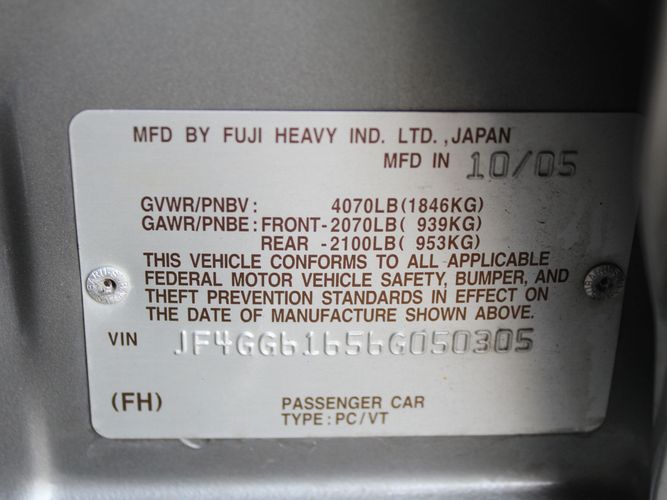 MFD BY FUJI HEAVY IND. LTD.,JAPAN
MFD IN 10/05
GVWR/PNBV: 4070LB(1846KG)
GAWR/PNBE:FRONT-2070LB( 939KG)
REAR -2100LB( 953KG)
THIS VEHICLE CONFORMS TO ALL APPLICABLE
FEDERAL MOTOR VEHICLE SAFETY, BUMPER, AND
THEFT PREVENTION STANDARDS IN EFFECT ON
THE DATE OF MANUFACTURE SHOWN ABOVE.
VIN JF4GG61656G050305
(FH) PASSENGER CAR
TYPE:PC/VT